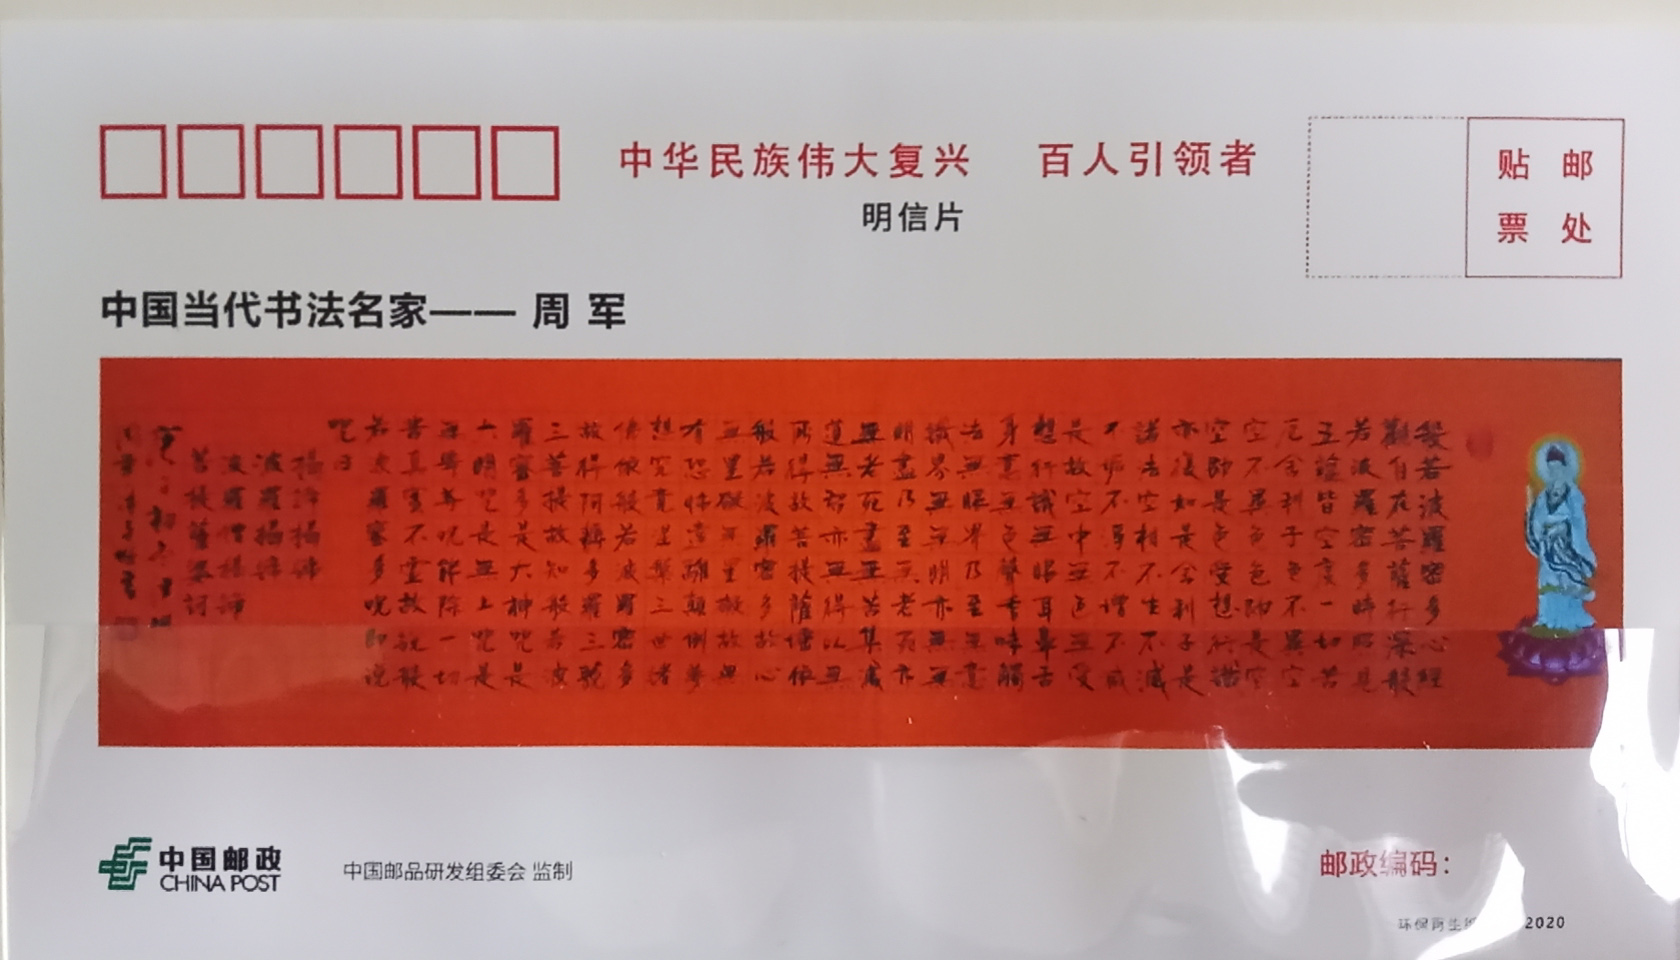 中华民族伟大复兴 百人引领者
明信片
贴 邮
票 处
中国当代书法名家—— 周 军
般若波羅密多心經
觀自在菩薩行深般
若波羅密多時照見
五蘊皆空度一切苦
厄舍利子色不異空
空不異色色即是空
空即是色受想行識
亦復如是舍利子是
諸法空相不生不滅
不垢不淨不增不減
是故空中無色無受
想行識無眼耳鼻舌
身意無色聲香味觸
法無眼界乃至無意
識界無無明亦無無
明盡乃至無老死亦
無老死盡無苦集滅
道無智亦無得以無
所得故菩提薩埵依
般若波羅密多故心
無罣礙無罣礙故無
有恐怖遠離顛倒夢
想究竟涅槃三世諸
佛依般若波羅密多
故得阿耨多羅三藐
三菩提故知般若波
羅密多是大神咒是
大明咒是無上咒是
無等等咒能除一切
苦真實不虛故說般
若波羅密多咒即說
咒曰
揭諦揭諦
波羅揭諦
波羅僧揭諦
菩提薩婆訶
中国邮政
CHINA POST
中国邮品研发组委会 监制
邮政编码：
环保再生纸
2020